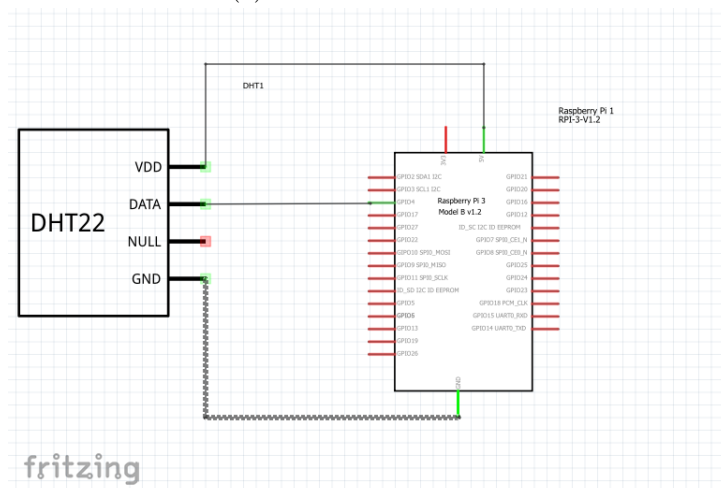 DHT1
Raspberry Pi 1
RPI-3-V1.2
DHT22
VDD
DATA
NULL
GND
3V3
5V
Raspberry Pi 3
Model B v1.2
GPIO2 SDA1 I2C
GPIO3 SCL1 I2C
GPIO4
GPIO17
GPIO27
GPIO22
GPIO10 SPI0_MOSI
GPIO9 SPI0_MISO
GPIO11 SPI0_SCLK
ID_SD I2C ID EEPROM
GPIO5
GPIO6
GPIO13
GPIO19
GPIO26
GPIO21
GPIO20
GPIO16
GPIO12
ID_SC I2C ID EEPROM
GPIO7 SPI0_CE1_N
GPIO8 SPI0_CE0_N
GPIO25
GPIO24
GPIO23
GPIO18 PCM_CLK
GPIO15 UART0_RXD
GPIO14 UART0_TXD
GND
fritzing